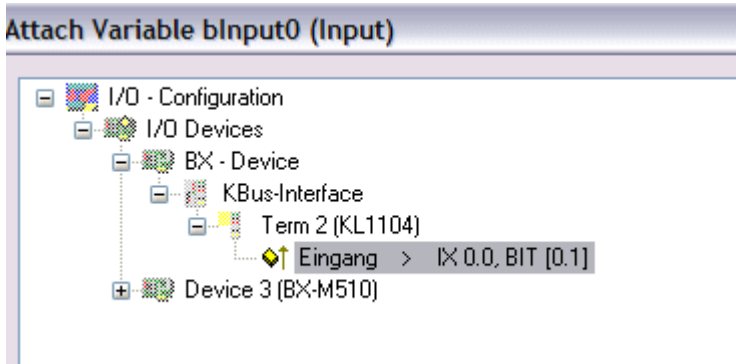 Attach Variable bInput0 (Input)
I/O - Configuration
I/O Devices
BX - Device
KBus-Interface
Term 2 (KL1104)
Eingang > IX 0.0, BIT [0.1]
Device 3 (BX-M510)